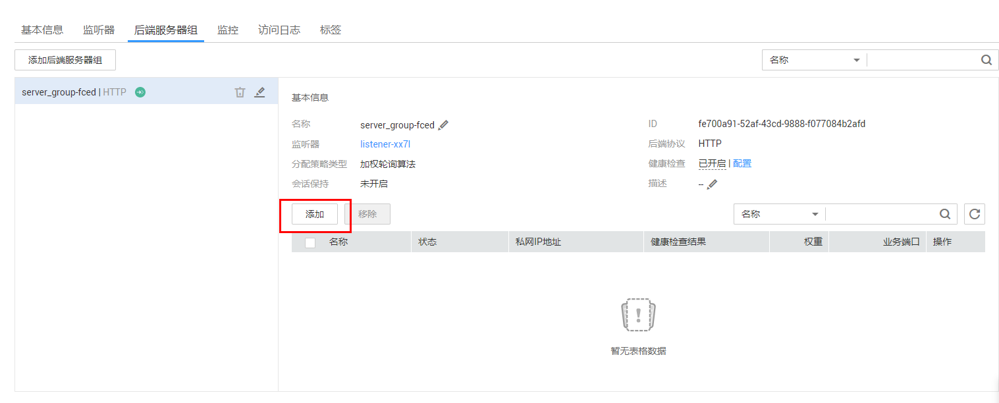 基本信息 监听器 后端服务器组 监控 访问日志 标签
添加后端服务器组 名称
server_group-fced | HTTP
基本信息
名称 server_group-fced ID fe700a91-52af-43cd-9888-f077084b2afd
监听器 listener-xx7l 后端协议 HTTP
分配策略类型 加权轮询算法 健康检查 已开启 | 配置
会话保持 未开启 描述 --
添加 移除 名称
名称 状态 私网IP地址 健康检查结果 权重 业务端口 操作
暂无表格数据